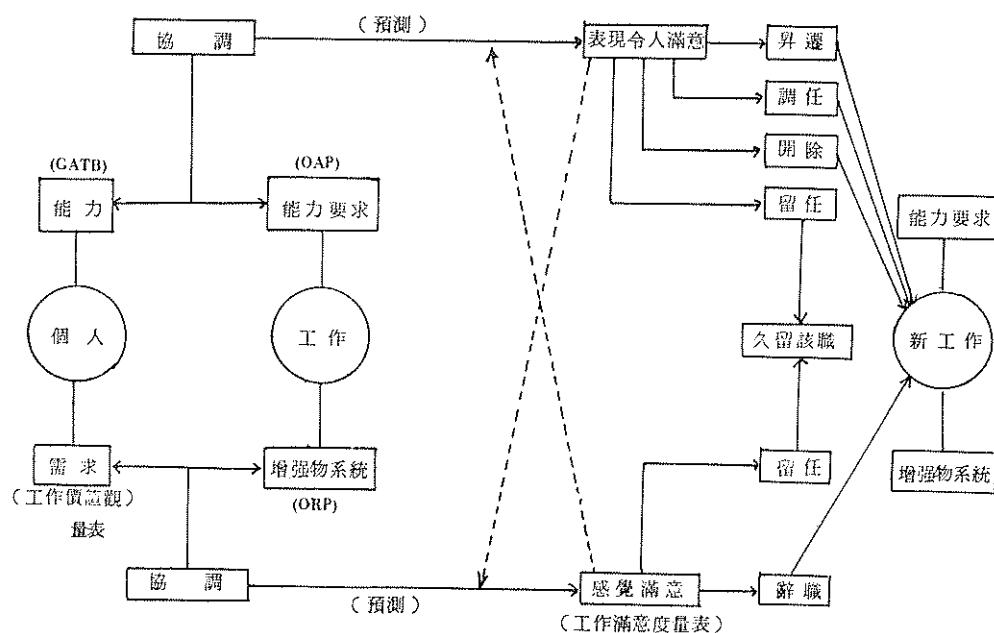 協調
（預測）
表現令人滿意
昇遷
調任
開除
留任
(GATB)
能力
(OAP)
能力要求
個人
工作
需求
（工作價值觀）
量表
增强物系統
(ORP)
協調
（預測）
感覺滿意
（工作滿意度量表）
留任
辭職
久留該職
能力要求
新工作
增强物系統